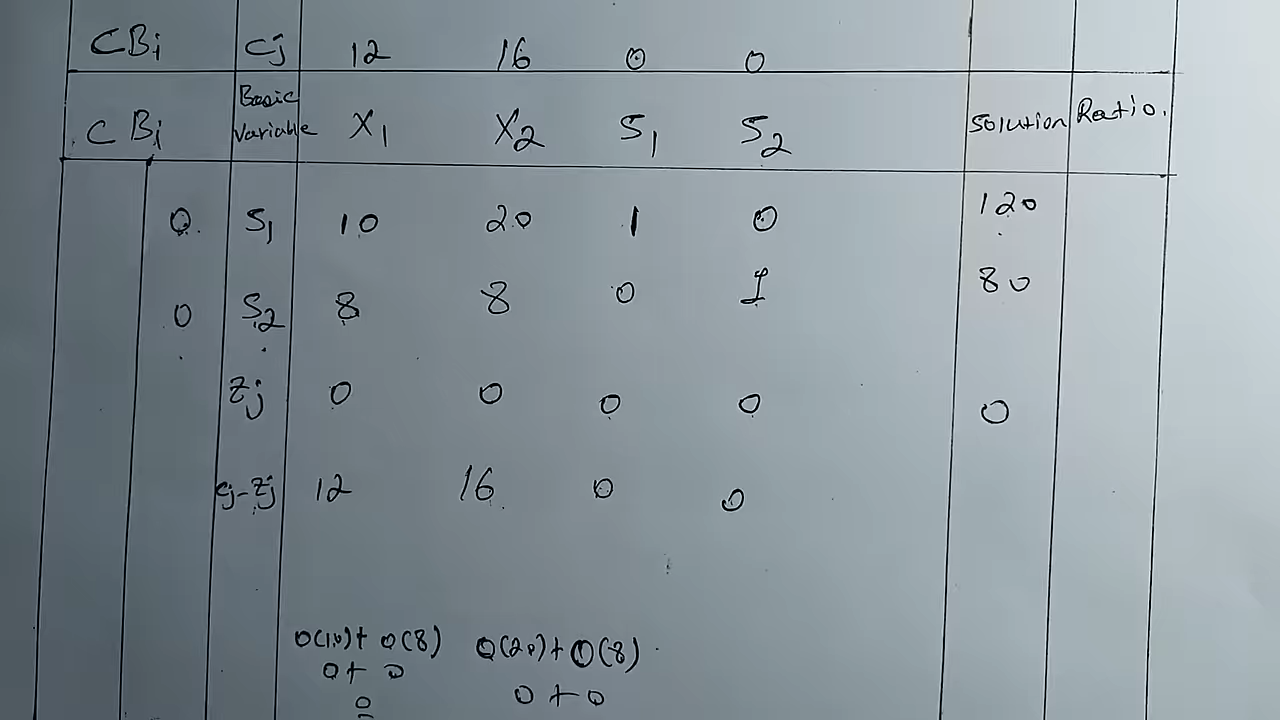 CBi Cj 12 16 0 0
CBi Basic Variable X1 X2 S1 S2 Solution Ratio.
0. S1 10 20 1 0 120
0 S2 8 8 0 1 80
Zj 0 0 0 0 0
Cj-Zj 12 16 0 0
0(10)+ 0(8) 0(20)+0(8)
0+ 0 0+0
0